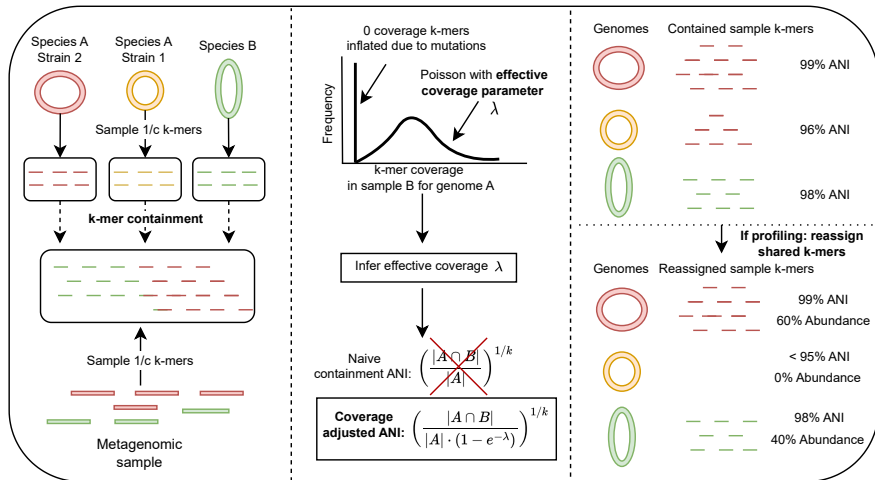 Species A
Strain 2
Species A
Strain 1
Species B
Sample 1/c k-mers
k-mer containment
Sample 1/c k-mers
Metagenomic
sample
0 coverage k-mers
inflated due to mutations
Poisson with effective
coverage parameter
λ
Frequency
k-mer coverage
in sample B for genome A
Infer effective coverage λ
Naive
containment ANI: (|A ∩ B| / |A|)^{1/k}
Coverage
adjusted ANI: (|A ∩ B| / |A| · (1 − e^{−λ}))^{1/k}
Genomes Contained sample k-mers
99% ANI
96% ANI
98% ANI
If profiling: reassign
shared k-mers
Genomes Reassigned sample k-mers
99% ANI
60% Abundance
< 95% ANI
0% Abundance
98% ANI
40% Abundance